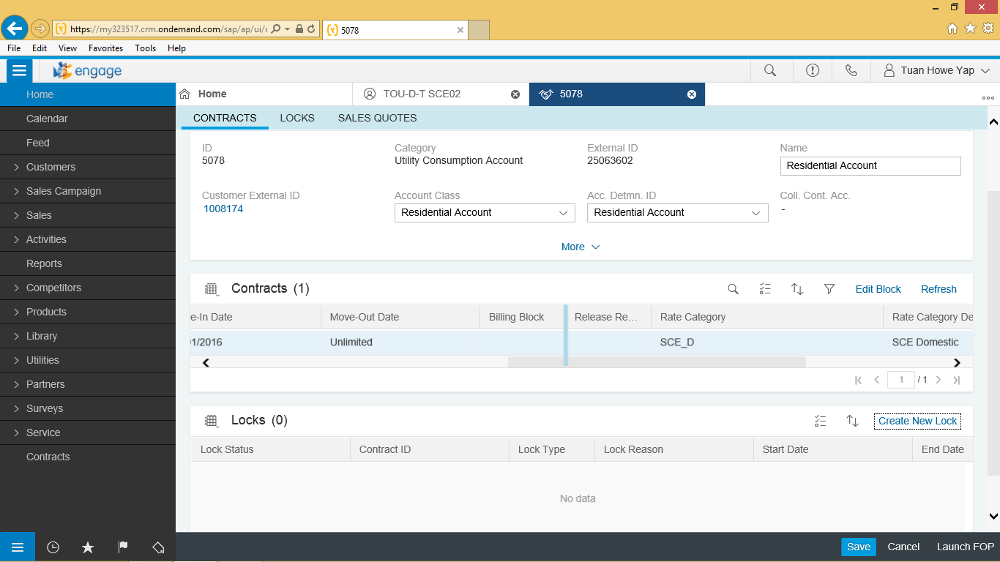 https://my323517.crm.ondemand.com/sap/ap/ui/c
5078
File Edit View Favorites Tools Help
engage
Tuan Howe Yap
Home
Calendar
Feed
Customers
Sales Campaign
Sales
Activities
Reports
Competitors
Products
Library
Utilities
Partners
Surveys
Service
Contracts
Home
TOU-D-T SCE02
5078
CONTRACTS LOCKS SALES QUOTES
ID Category External ID Name
5078 Utility Consumption Account 25063602 Residential Account
Customer External ID Account Class Acc. Detmn. ID Coll. Cont. Acc.
1008174 Residential Account Residential Account -
More
Contracts (1) Edit Block Refresh
e-In Date Move-Out Date Billing Block Release Re... Rate Category Rate Category De
1/2016 Unlimited SCE_D SCE Domestic
1 / 1
Locks (0) Create New Lock
Lock Status Contract ID Lock Type Lock Reason Start Date End Date
No data
Save Cancel Launch FOP